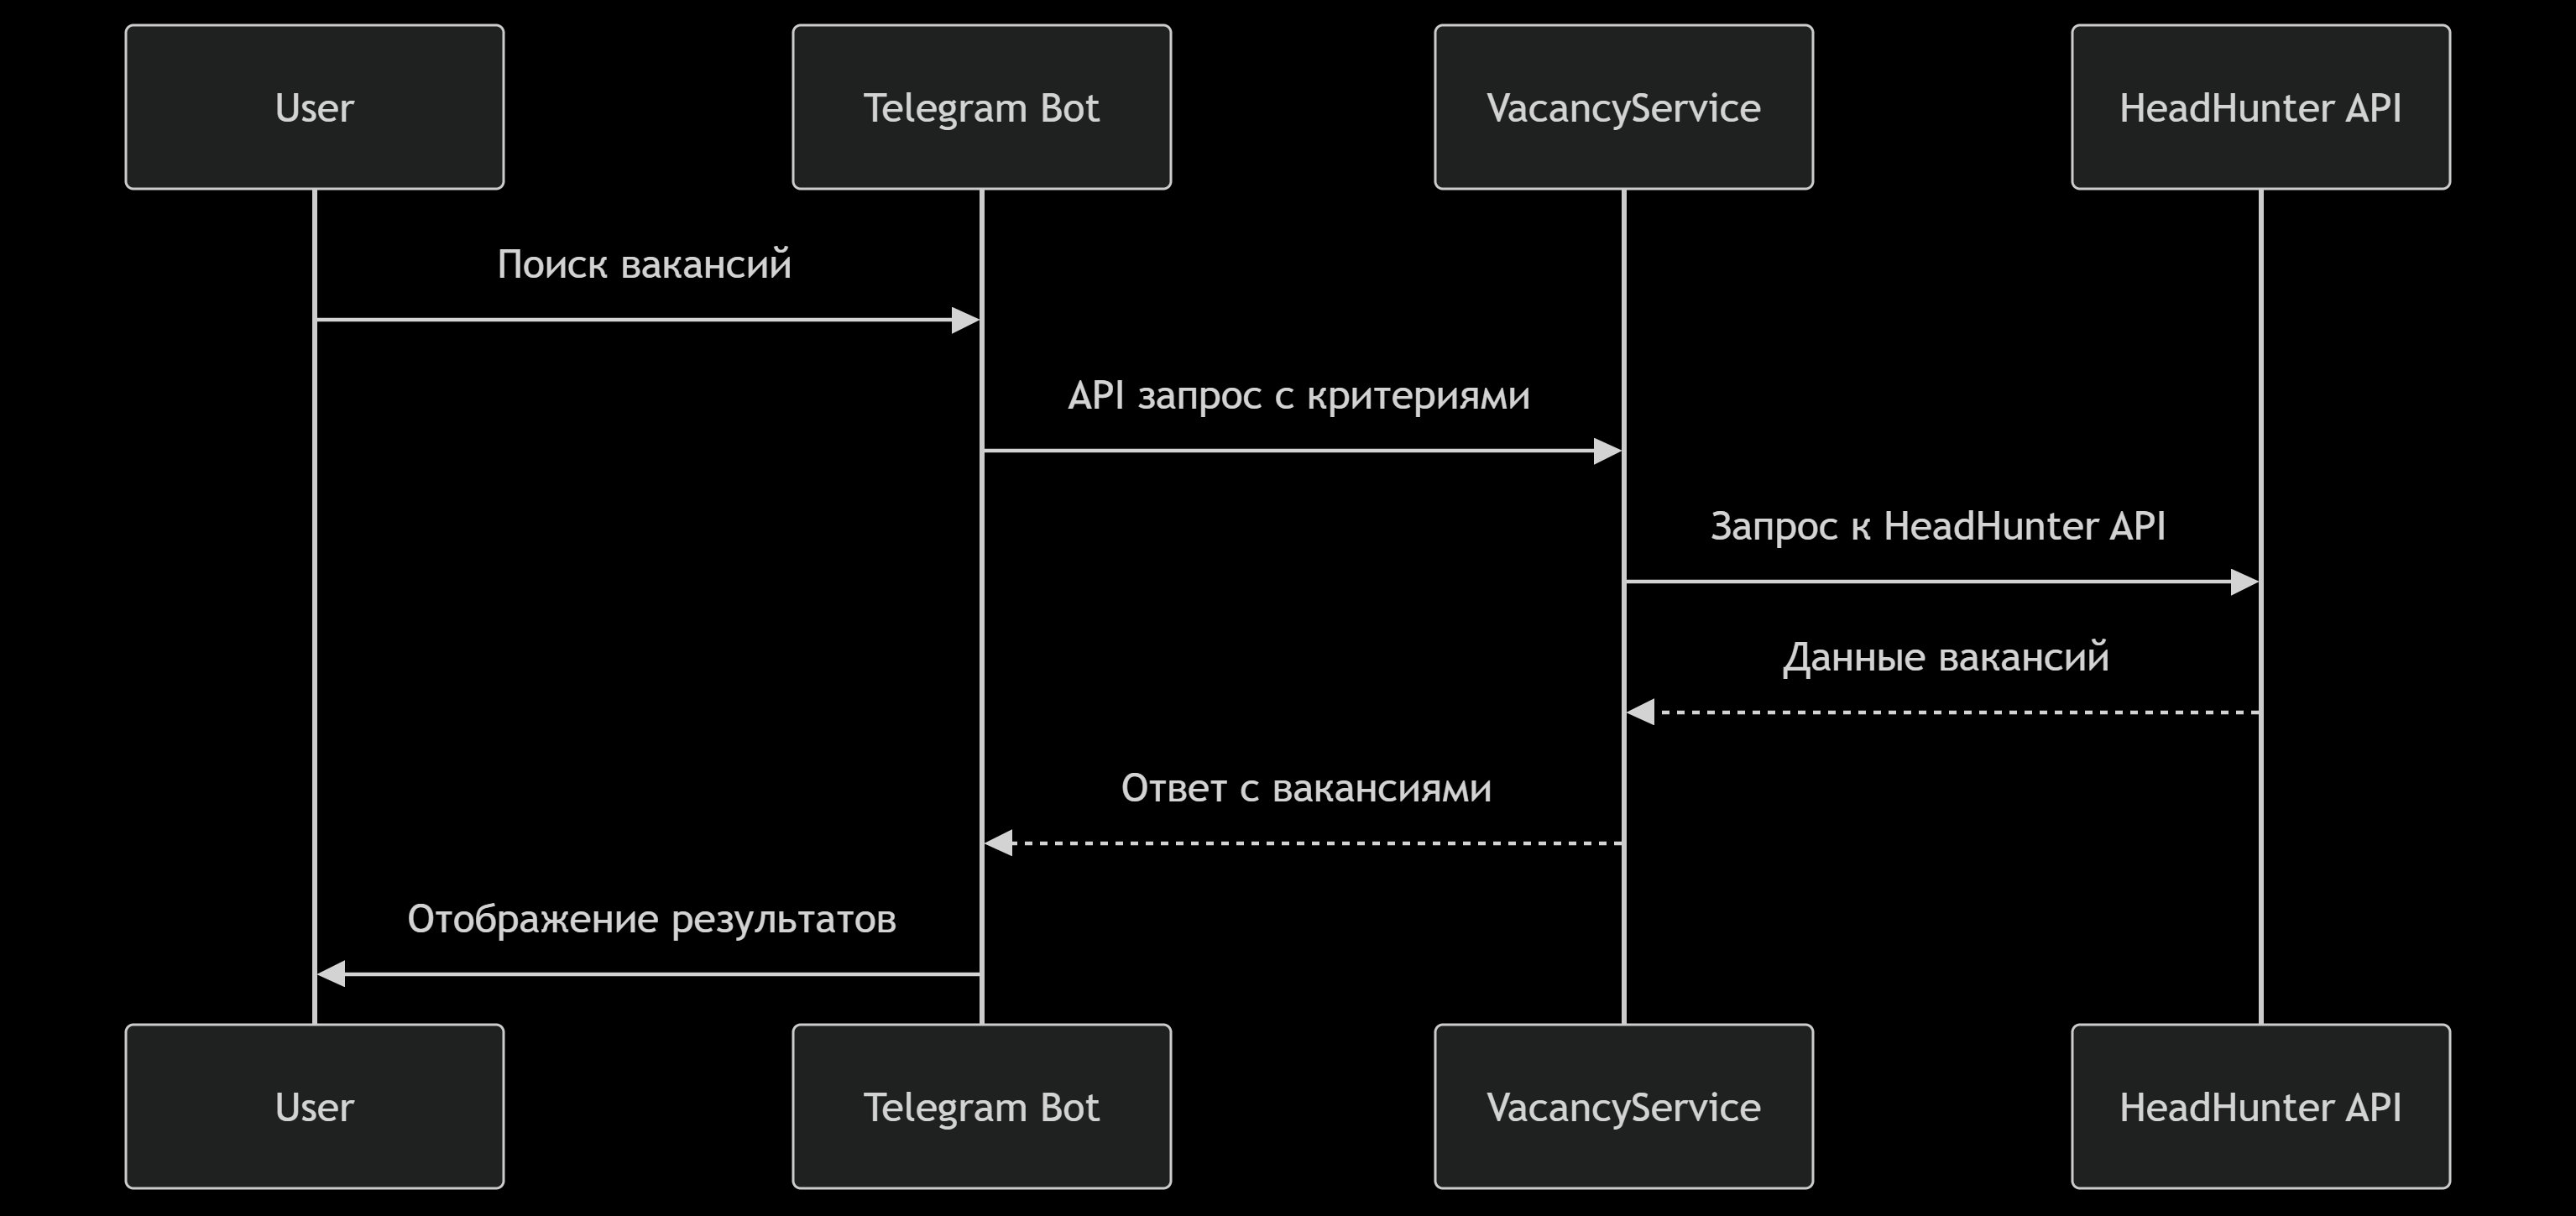 User
Telegram Bot
VacancyService
HeadHunter API
Поиск вакансий
API запрос с критериями
Запрос к HeadHunter API
Данные вакансий
Ответ с вакансиями
Отображение результатов
User
Telegram Bot
VacancyService
HeadHunter API